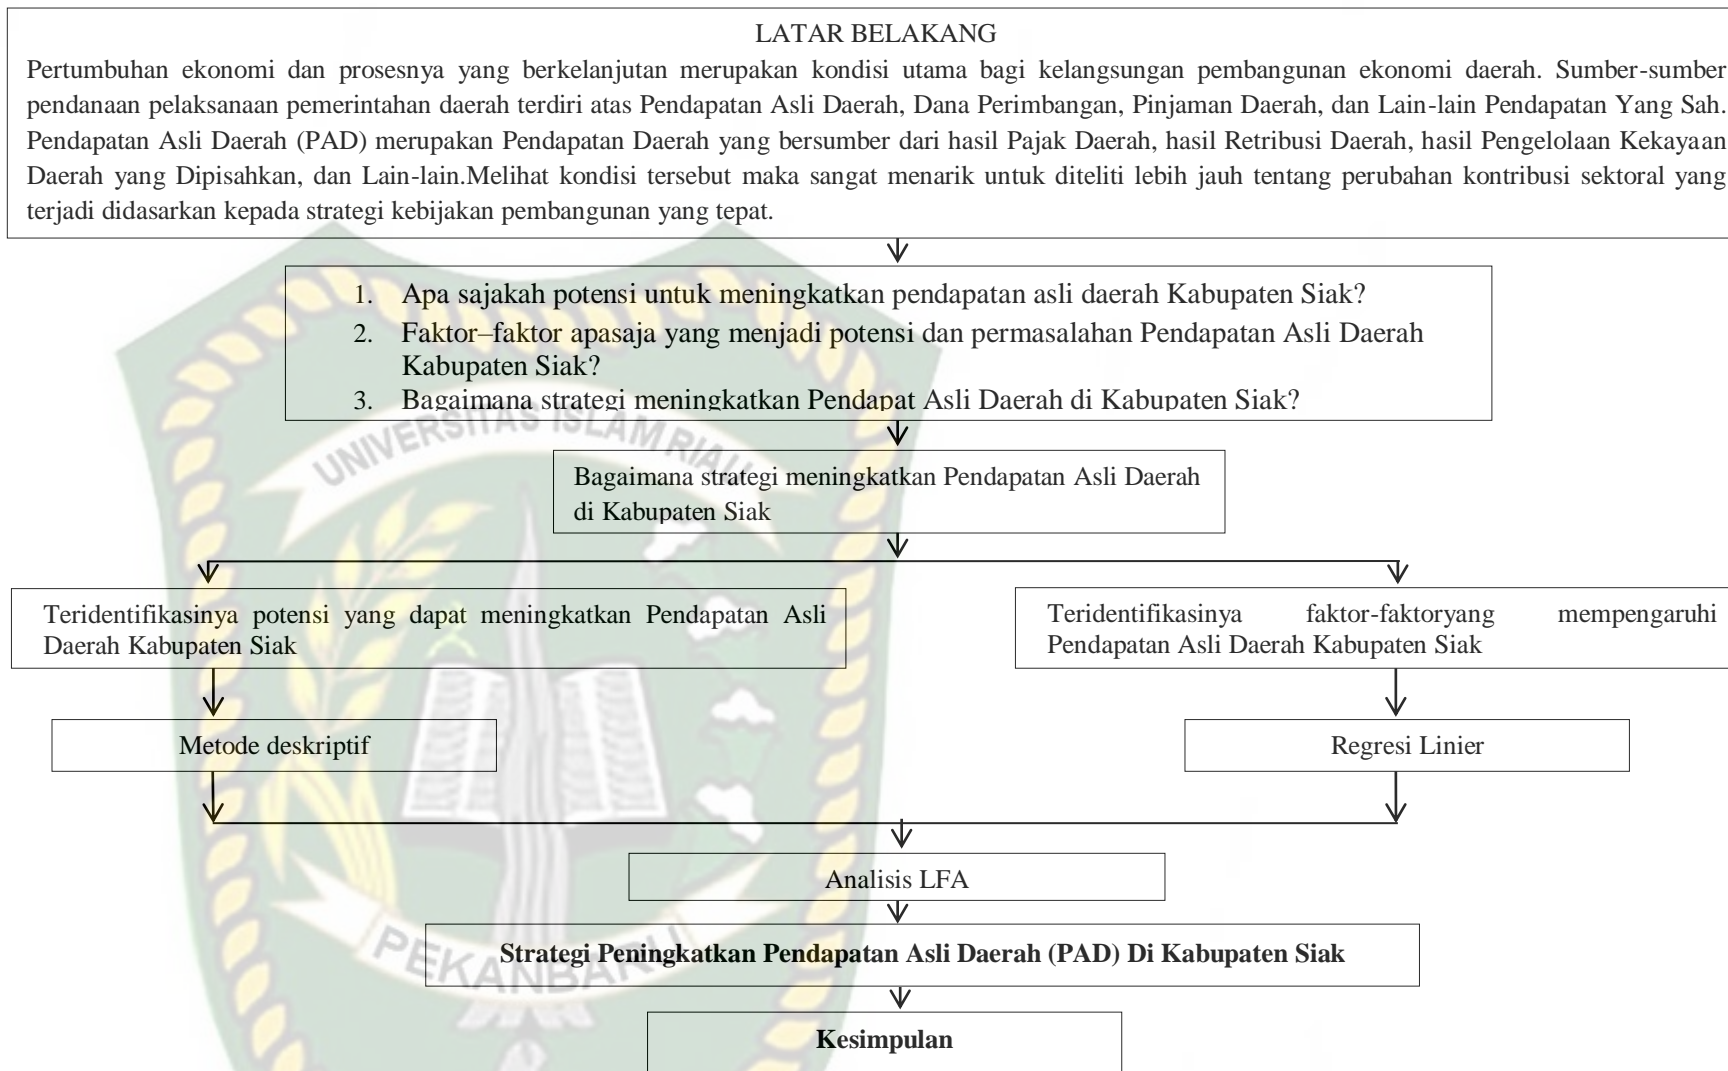 LATAR BELAKANG
Pertumbuhan ekonomi dan prosesnya yang berkelanjutan merupakan kondisi utama bagi kelangsungan pembangunan ekonomi daerah. Sumber-sumber
pendanaan pelaksanaan pemerintahan daerah terdiri atas Pendapatan Asli Daerah, Dana Perimbangan, Pinjaman Daerah, dan Lain-lain Pendapatan Yang Sah.
Pendapatan Asli Daerah (PAD) merupakan Pendapatan Daerah yang bersumber dari hasil Pajak Daerah, hasil Retribusi Daerah, hasil Pengelolaan Kekayaan
Daerah yang Dipisahkan, dan Lain-lain.Melihat kondisi tersebut maka sangat menarik untuk diteliti lebih jauh tentang perubahan kontribusi sektoral yang
terjadi didasarkan kepada strategi kebijakan pembangunan yang tepat.
1. Apa sajakah potensi untuk meningkatkan pendapatan asli daerah Kabupaten Siak?
2. Faktor–faktor apasaja yang menjadi potensi dan permasalahan Pendapatan Asli Daerah
Kabupaten Siak?
3. Bagaimana strategi meningkatkan Pendapat Asli Daerah di Kabupaten Siak?
UNIVERSITAS ISLAM RIAU
Bagaimana strategi meningkatkan Pendapatan Asli Daerah
di Kabupaten Siak
Teridentifikasinya potensi yang dapat meningkatkan Pendapatan Asli
Daerah Kabupaten Siak
Teridentifikasinya faktor-faktoryang mempengaruhi
Pendapatan Asli Daerah Kabupaten Siak
Metode deskriptif
Regresi Linier
Analisis LFA
PEKANBARU
Strategi Peningkatkan Pendapatan Asli Daerah (PAD) Di Kabupaten Siak
Kesimpulan